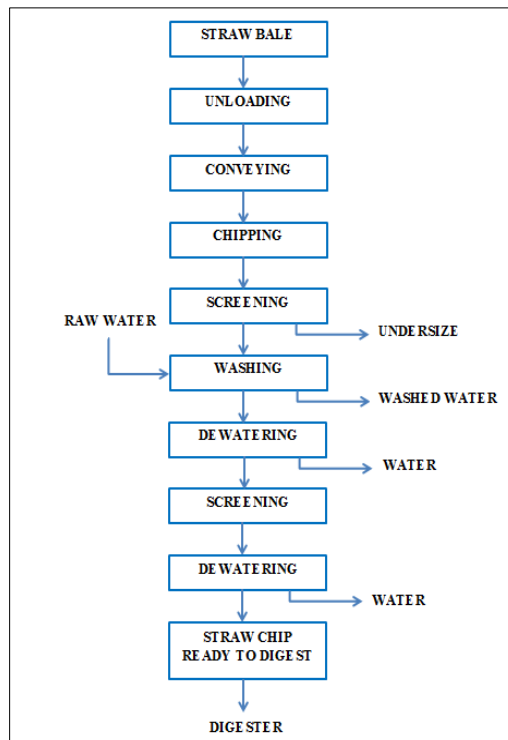 STRAW BALE
UNLOADING
CONVEYING
CHIPPING
SCREENING
RAW WATER
UNDERSIZE
WASHING
WASHED WATER
DEWATERING
WATER
SCREENING
DEWATERING
WATER
STRAW CHIP
READY TO DIGEST
DIGESTER